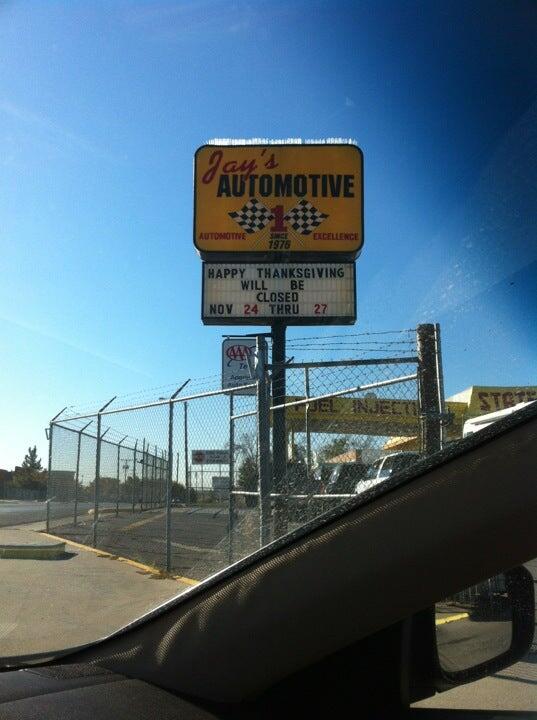 Jay's
AUTOMOTIVE
1
AUTOMOTIVE SINCE EXCELLENCE
1976
HAPPY THANKSGIVING
WILL BE
CLOSED
NOV 24 THRU 27
AAA
FUEL INJECTI
STATE